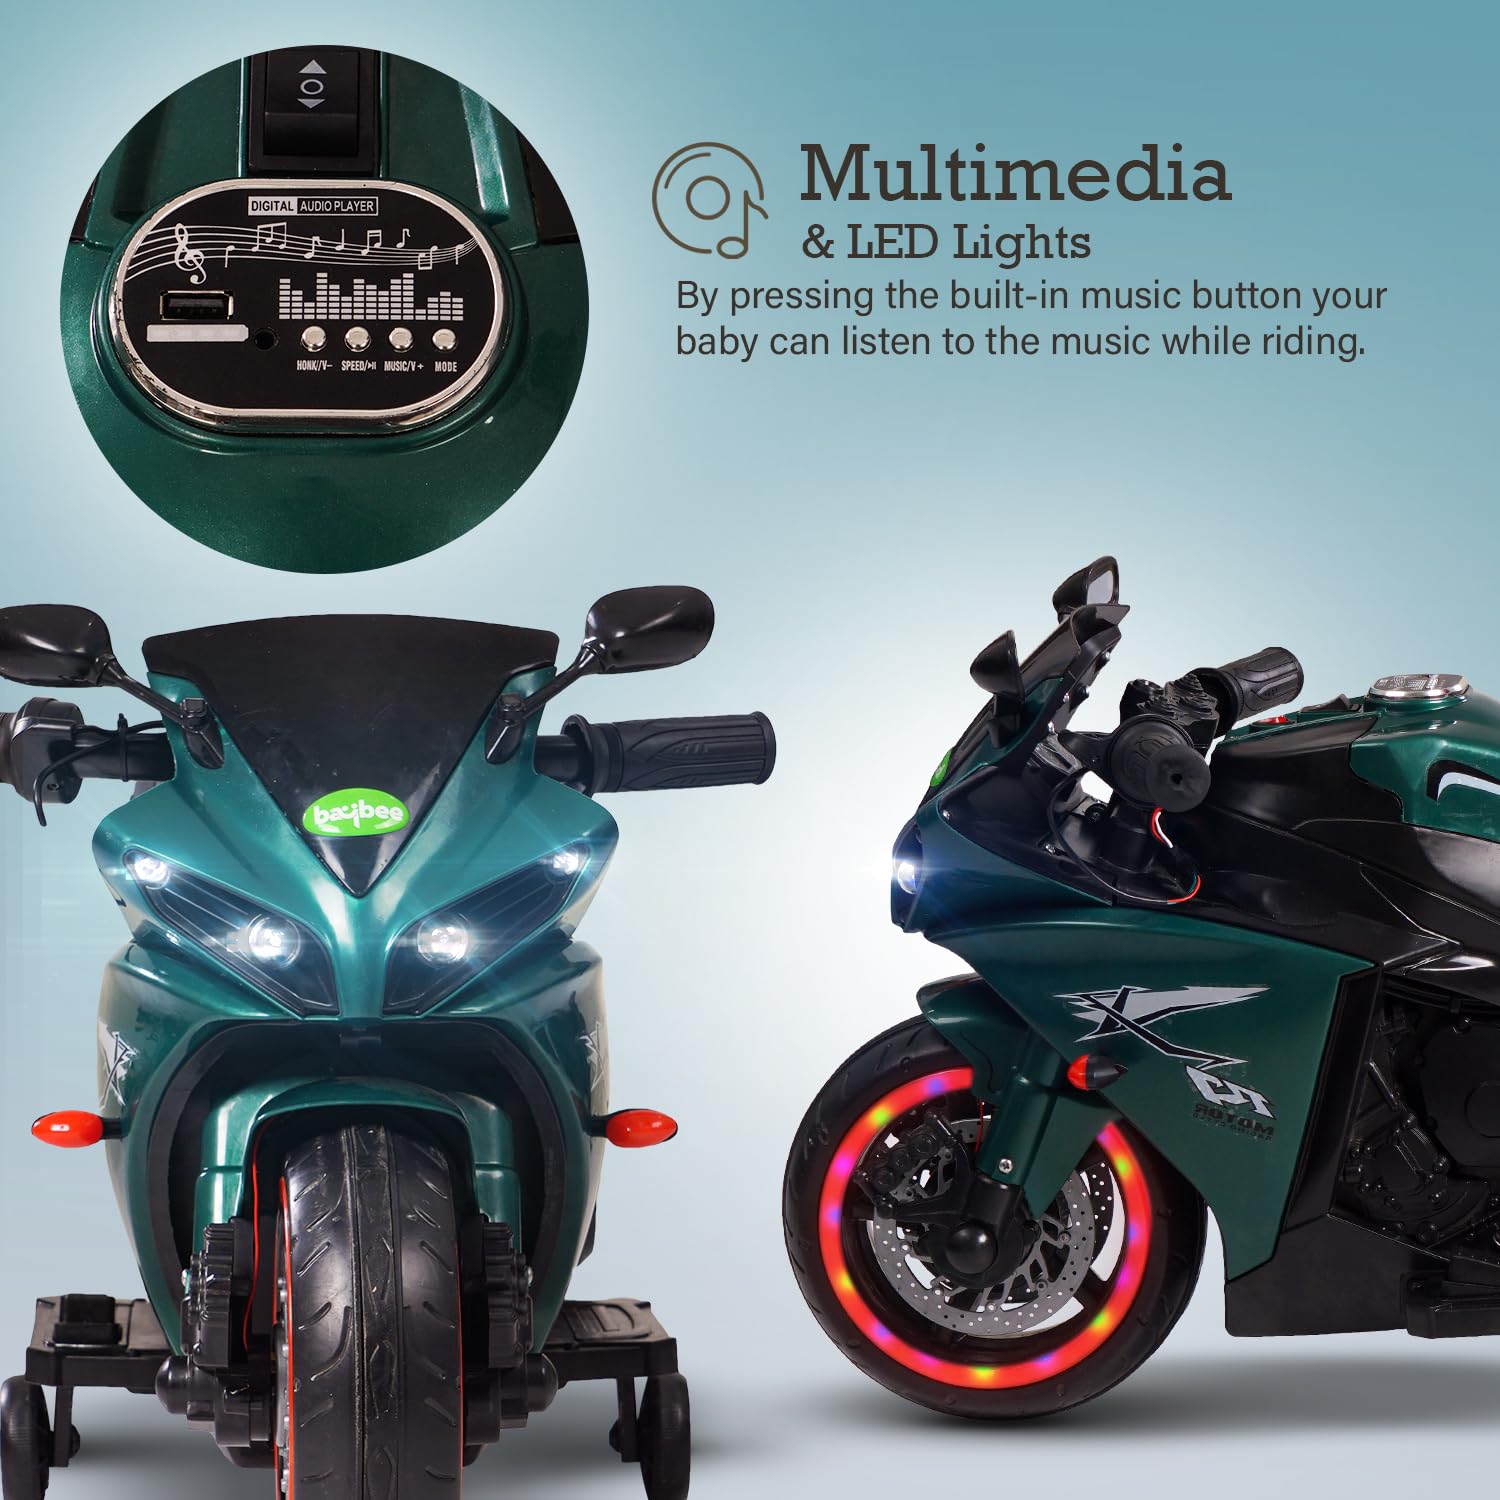 DIGITAL AUDIO PLAYER
HONK//V- SPEED/▶II MUSIC/V+ MODE
Multimedia
& LED Lights
By pressing the built-in music button your
baby can listen to the music while riding.
baybee